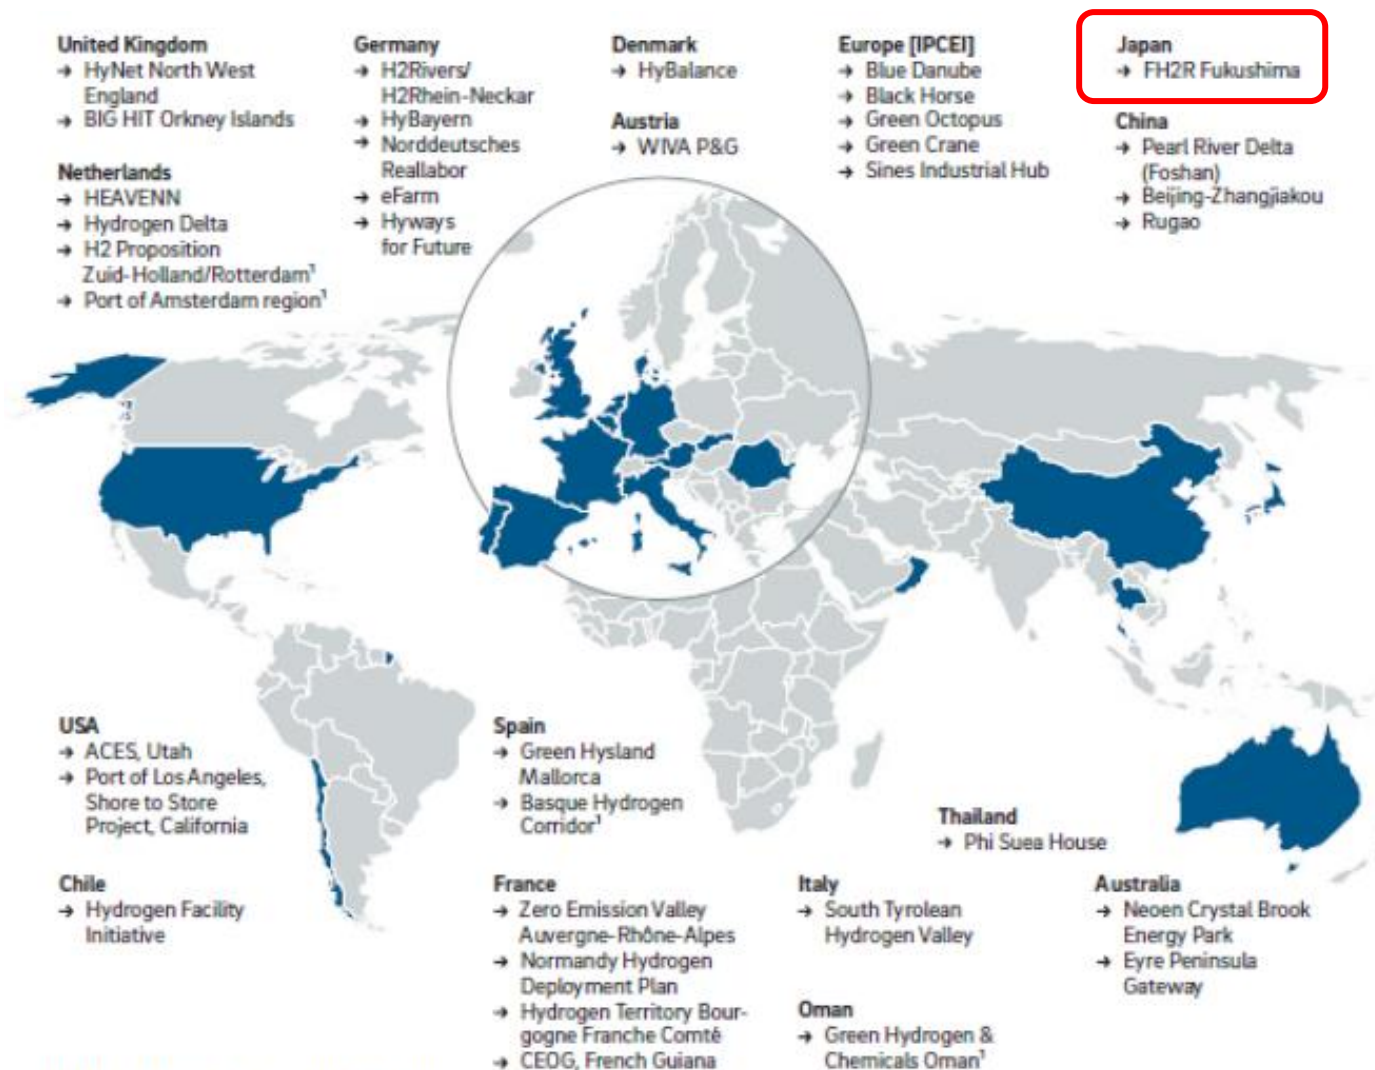 United Kingdom
→ HyNet North West
England
→ BIG HIT Orkney Islands
Netherlands
→ HEAVENN
→ Hydrogen Delta
→ H2 Proposition
Zuid-Holland/Rotterdam¹
→ Port of Amsterdam region¹
Germany
→ H2Rivers/
H2Rhein-Neckar
→ HyBayern
→ Norddeutsches
Reallabor
→ eFarm
→ Hyways
for Future
Denmark
→ HyBalance
Austria
→ WIVA P&G
Europe [IPCEI]
→ Blue Danube
→ Black Horse
→ Green Octopus
→ Green Crane
→ Sines Industrial Hub
Japan
→ FH2R Fukushima
China
→ Pearl River Delta
(Foshan)
→ Beijing-Zhangjiakou
→ Rugao
USA
→ ACES, Utah
→ Port of Los Angeles,
Shore to Store
Project, California
Chile
→ Hydrogen Facility
Initiative
Spain
→ Green Hysland
Mallorca
→ Basque Hydrogen
Corridor¹
France
→ Zero Emission Valley
Auvergne-Rhône-Alpes
→ Normandy Hydrogen
Deployment Plan
→ Hydrogen Territory Bour-
gogne Franche Comté
→ CEOG, French Guiana
Thailand
→ Phi Suea House
Italy
→ South Tyrolean
Hydrogen Valley
Oman
→ Green Hydrogen &
Chemicals Oman¹
Australia
→ Neoen Crystal Brook
Energy Park
→ Eyre Peninsula
Gateway